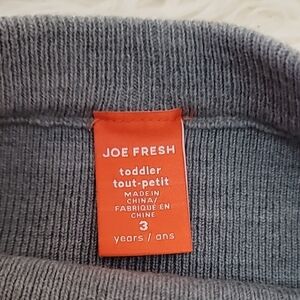 JOE FRESH
toddler
tout-petit
MADE IN
CHINA/
FABRIQUÉ EN
CHINE
3
years / ans